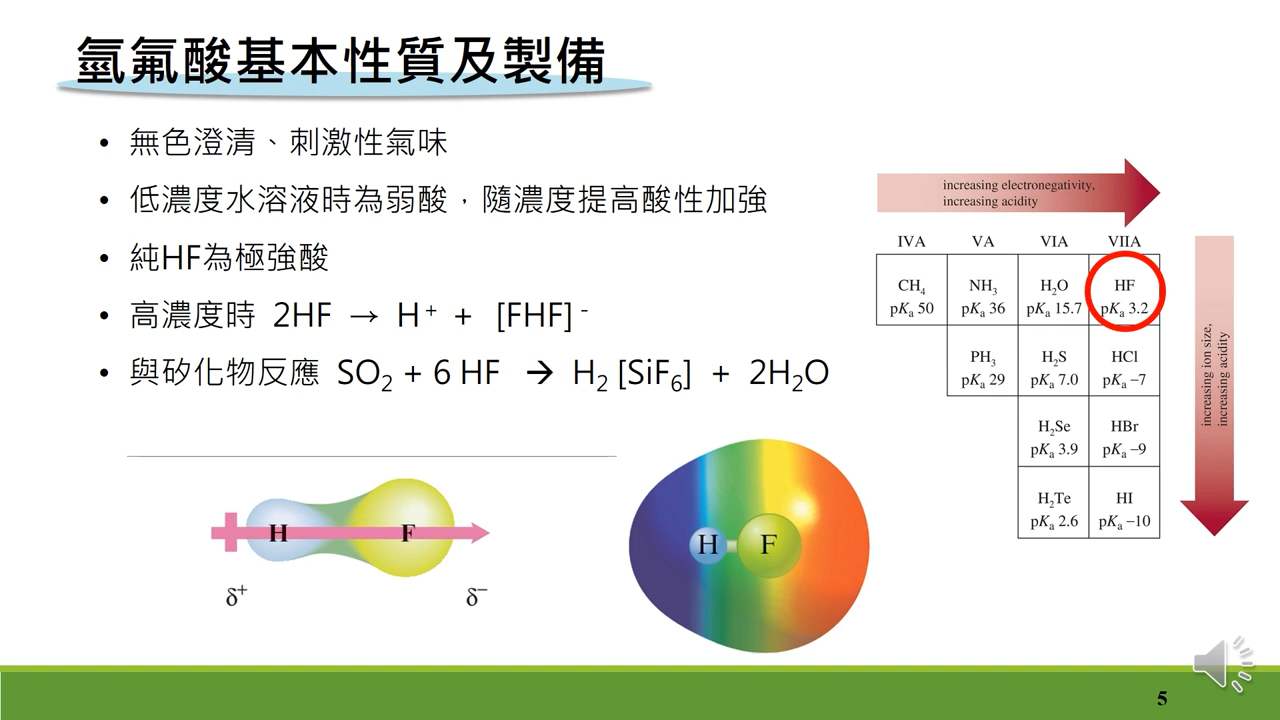 氫氟酸基本性質及製備
• 無色澄清、刺激性氣味
• 低濃度水溶液時為弱酸，隨濃度提高酸性加強
• 純HF為極強酸
• 高濃度時 2HF → H⁺ + [FHF]⁻
• 與矽化物反應 SO₂ + 6 HF → H₂ [SiF₆] + 2H₂O
increasing electronegativity,
increasing acidity
IVA VA VIA VIIA
CH₄ NH₃ H₂O HF
pKₐ 50 pKₐ 36 pKₐ 15.7 pKₐ 3.2
PH₃ H₂S HCl
pKₐ 29 pKₐ 7.0 pKₐ −7
H₂Se HBr
pKₐ 3.9 pKₐ −9
H₂Te HI
pKₐ 2.6 pKₐ −10
increasing ion size,
increasing acidity
H F
δ⁺ δ⁻
H F
5